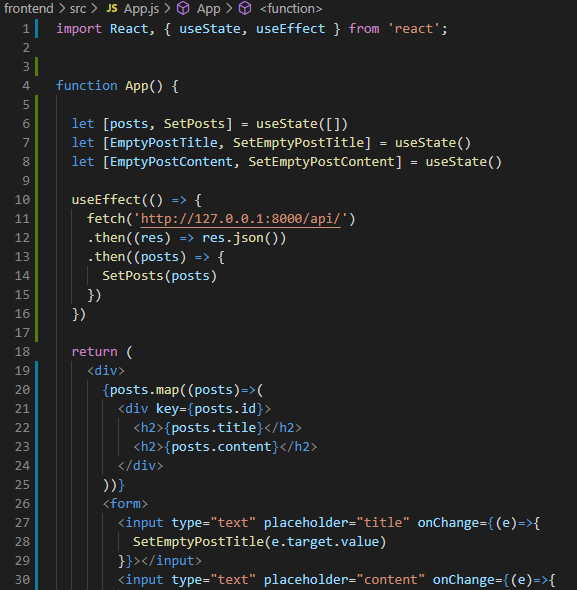 frontend > src > JS App.js > App > <function>
1 import React, { useState, useEffect } from 'react';
2
3
4 function App() {
5
6 let [posts, SetPosts] = useState([])
7 let [EmptyPostTitle, SetEmptyPostTitle] = useState()
8 let [EmptyPostContent, SetEmptyPostContent] = useState()
9
10 useEffect(() => {
11 fetch('http://127.0.0.1:8000/api/')
12 .then((res) => res.json())
13 .then((posts) => {
14 SetPosts(posts)
15 })
16 })
17
18 return (
19 <div>
20 {posts.map((posts)=>(
21 <div key={posts.id}>
22 <h2>{posts.title}</h2>
23 <h2>{posts.content}</h2>
24 </div>
25 ))}
26 <form>
27 <input type="text" placeholder="title" onChange={(e)=>{
28 SetEmptyPostTitle(e.target.value)
29 }}></input>
30 <input type="text" placeholder="content" onChange={(e)=>{